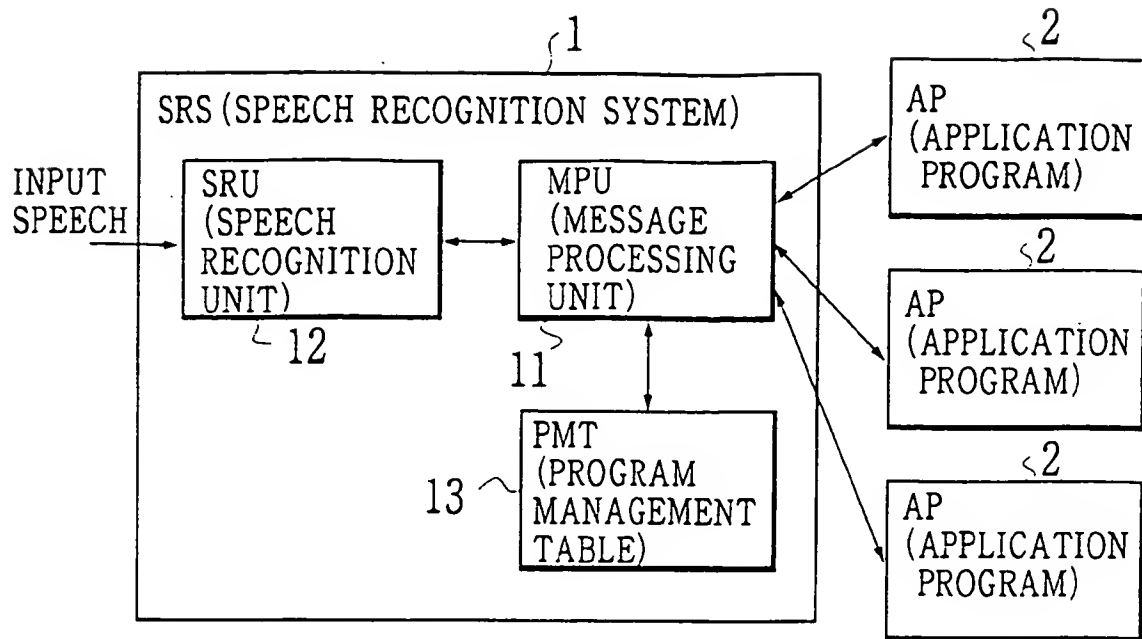 1
SRS (SPEECH RECOGNITION SYSTEM)
INPUT
SPEECH
SRU
(SPEECH
RECOGNITION
UNIT)
12
MPU
(MESSAGE
PROCESSING
UNIT)
11
PMT
(PROGRAM
MANAGEMENT
TABLE)
13
2
AP
(APPLICATION
PROGRAM)
2
AP
(APPLICATION
PROGRAM)
2
AP
(APPLICATION
PROGRAM)